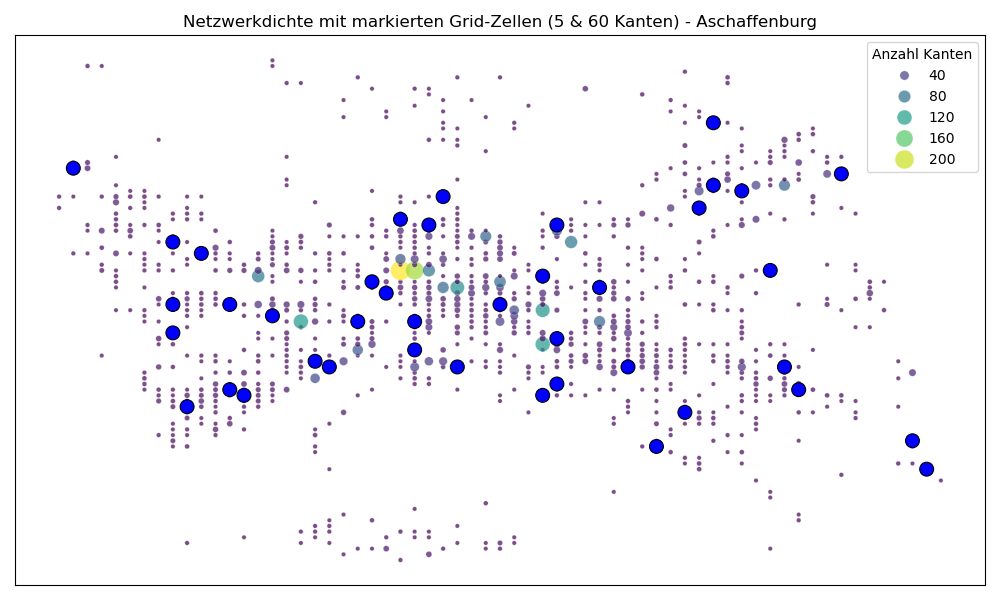 Netzwerkdichte mit markierten Grid-Zellen (5 & 60 Kanten) - Aschaffenburg
Anzahl Kanten
40
80
120
160
200